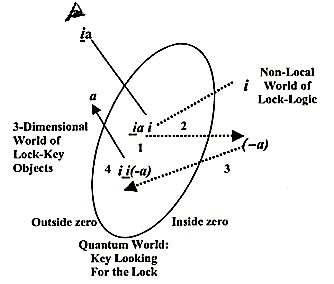 ia
a
i
Non-Local
World of
Lock-Logic
3-Dimensional
World of
Lock-Key
Objects
ia i
2
1
(-a)
3
4
i i(-a)
Outside zero
Inside zero
Quantum World:
Key Looking
For the Lock